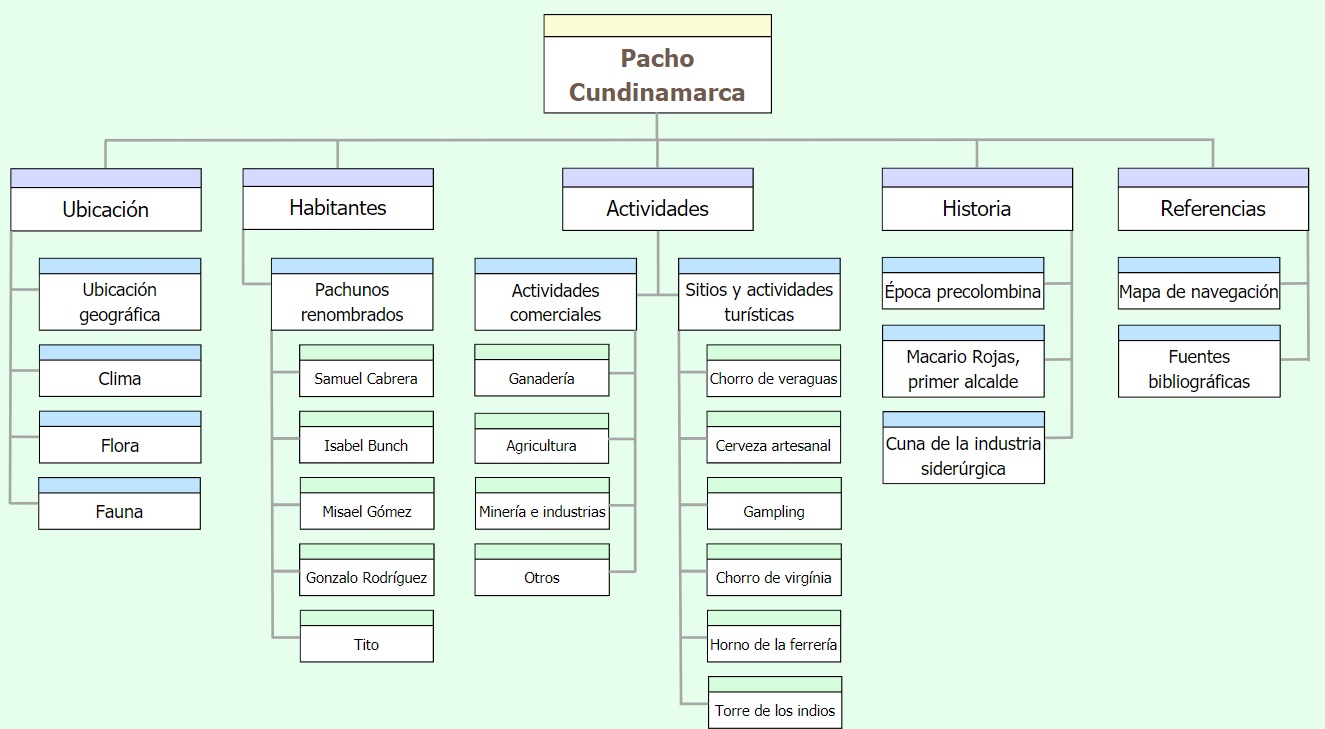 Pacho
Cundinamarca
Ubicación
Habitantes
Actividades
Historia
Referencias
Ubicación
geográfica
Clima
Flora
Fauna
Pachunos
renombrados
Samuel Cabrera
Isabel Bunch
Misael Gómez
Gonzalo Rodríguez
Tito
Actividades
comerciales
Ganadería
Agricultura
Minería e industrias
Otros
Sitios y actividades
turísticas
Chorro de veraguas
Cerveza artesanal
Gampling
Chorro de virgínia
Horno de la ferrería
Torre de los indios
Época precolombina
Macario Rojas,
primer alcalde
Cuna de la industria
siderúrgica
Mapa de navegación
Fuentes
bibliográficas